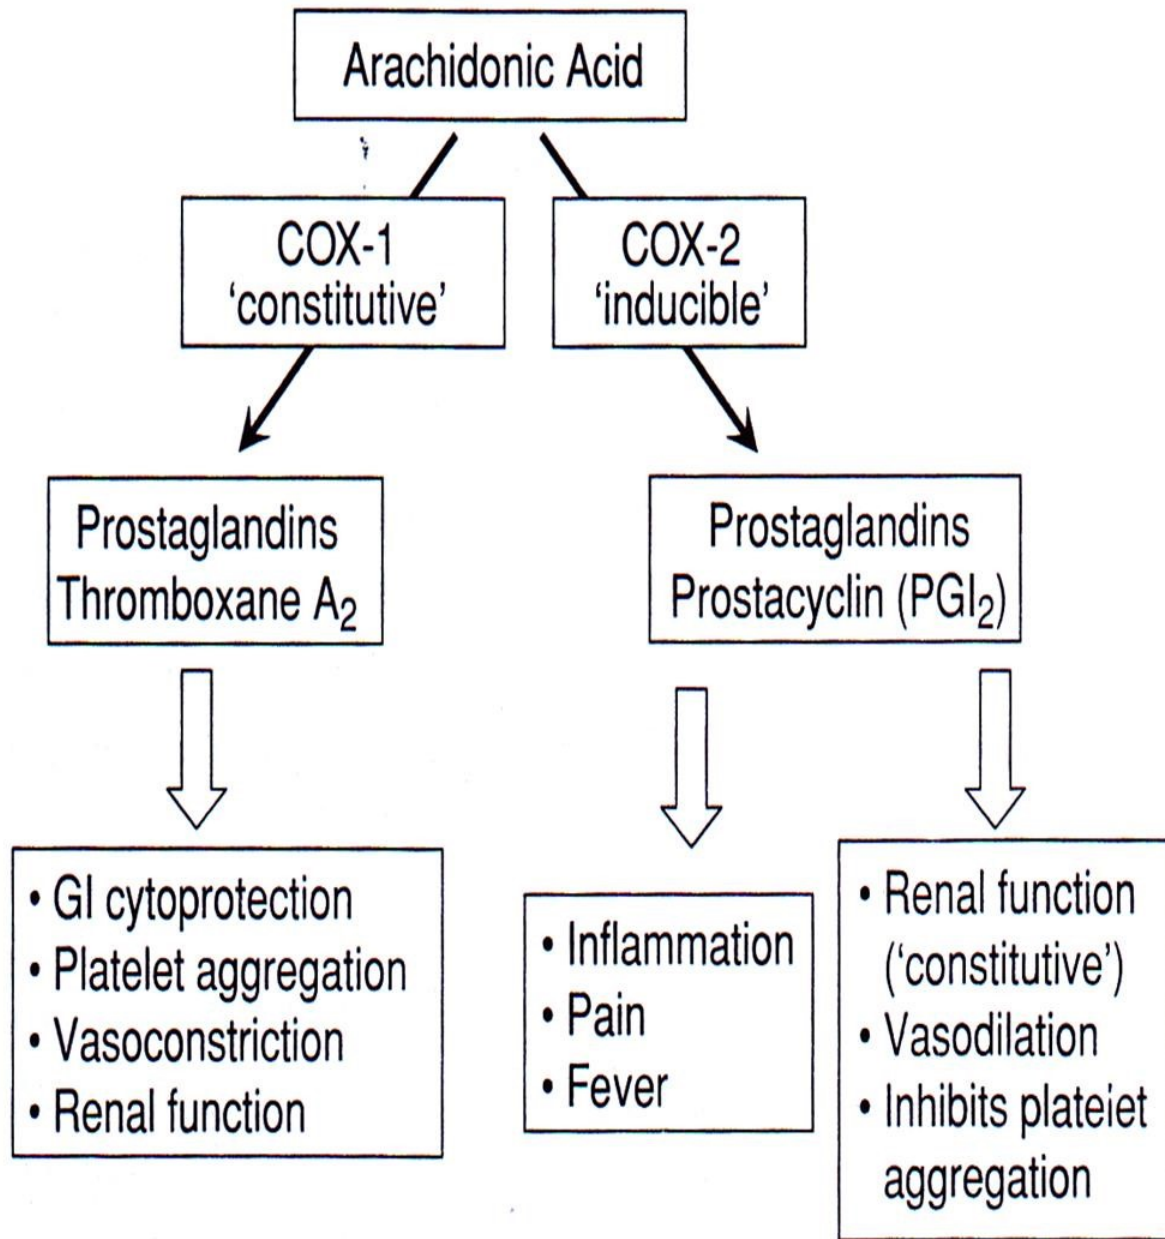 Arachidonic Acid
COX-1
‘constitutive’
COX-2
‘inducible’
Prostaglandins
Thromboxane A₂
Prostaglandins
Prostacyclin (PGI₂)
• GI cytoprotection
• Platelet aggregation
• Vasoconstriction
• Renal function
• Inflammation
• Pain
• Fever
• Renal function
(‘constitutive’)
• Vasodilation
• Inhibits platelet
aggregation